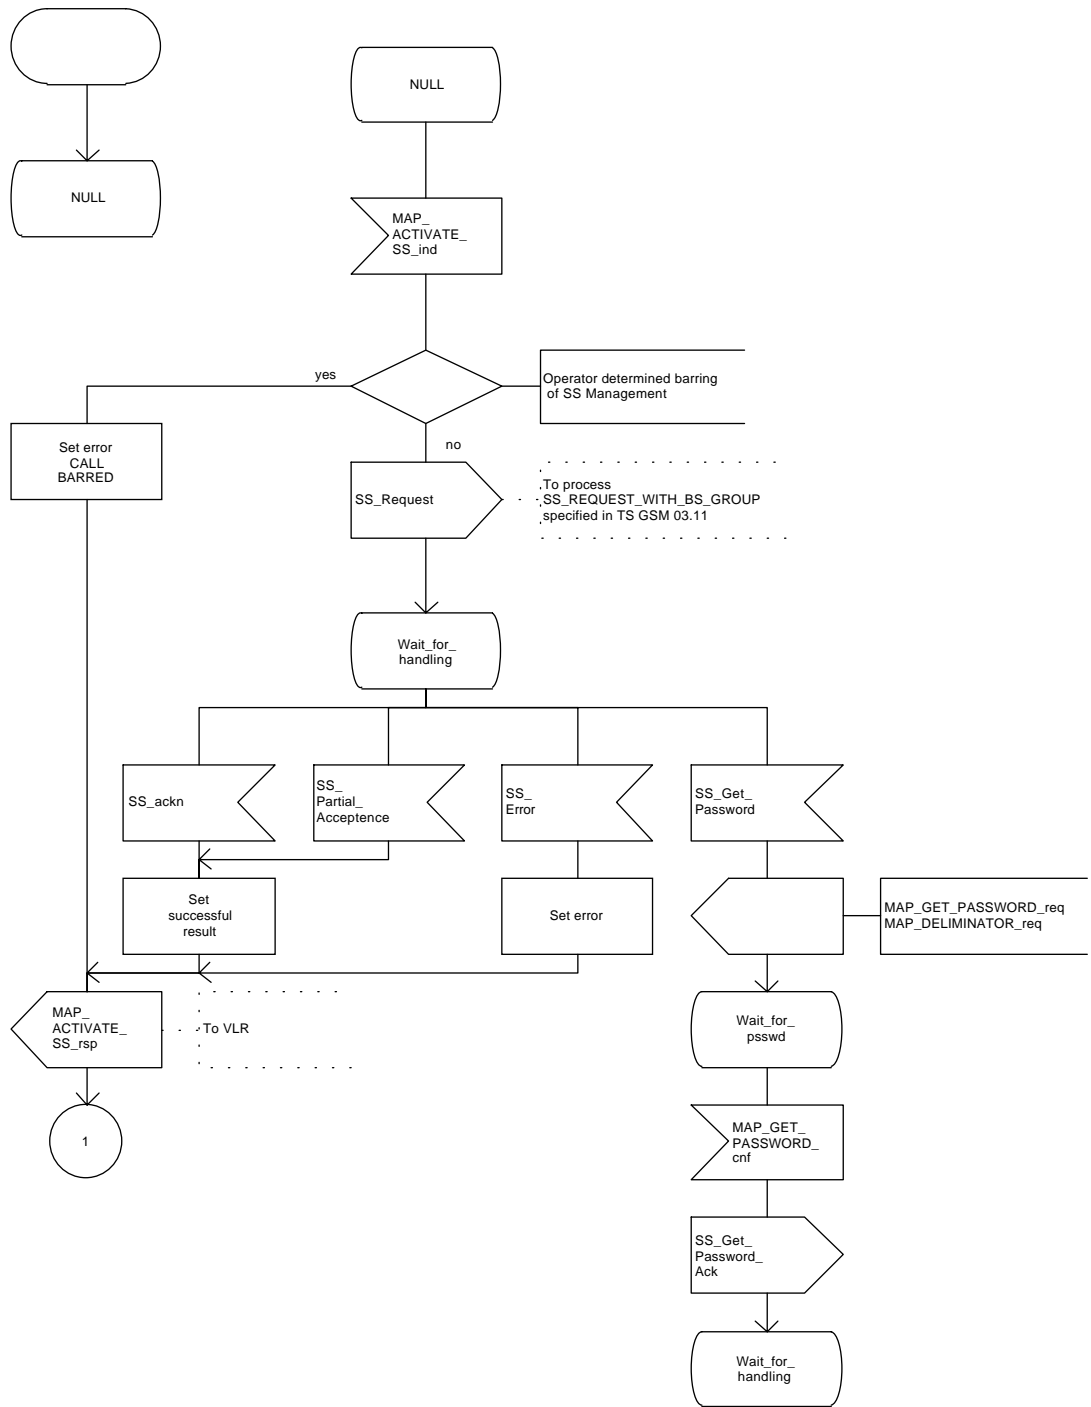 NULL
NULL
MAP_
ACTIVATE_
SS_ind
yes
Operator determined barring
of SS Management
no
Set error
CALL
BARRED
SS_Request
To process
SS_REQUEST_WITH_BS_GROUP
specified in TS GSM 03.11
Wait_for_
handling
SS_ackn
SS_
Partial_
Acceptence
SS_
Error
SS_Get_
Password
Set
successful
result
Set error
MAP_GET_PASSWORD_req
MAP_DELIMINATOR_req
MAP_
ACTIVATE_
SS_rsp
To VLR
Wait_for_
psswd
1
MAP_GET_
PASSWORD_
cnf
SS_Get_
Password_
Ack
Wait_for_
handling